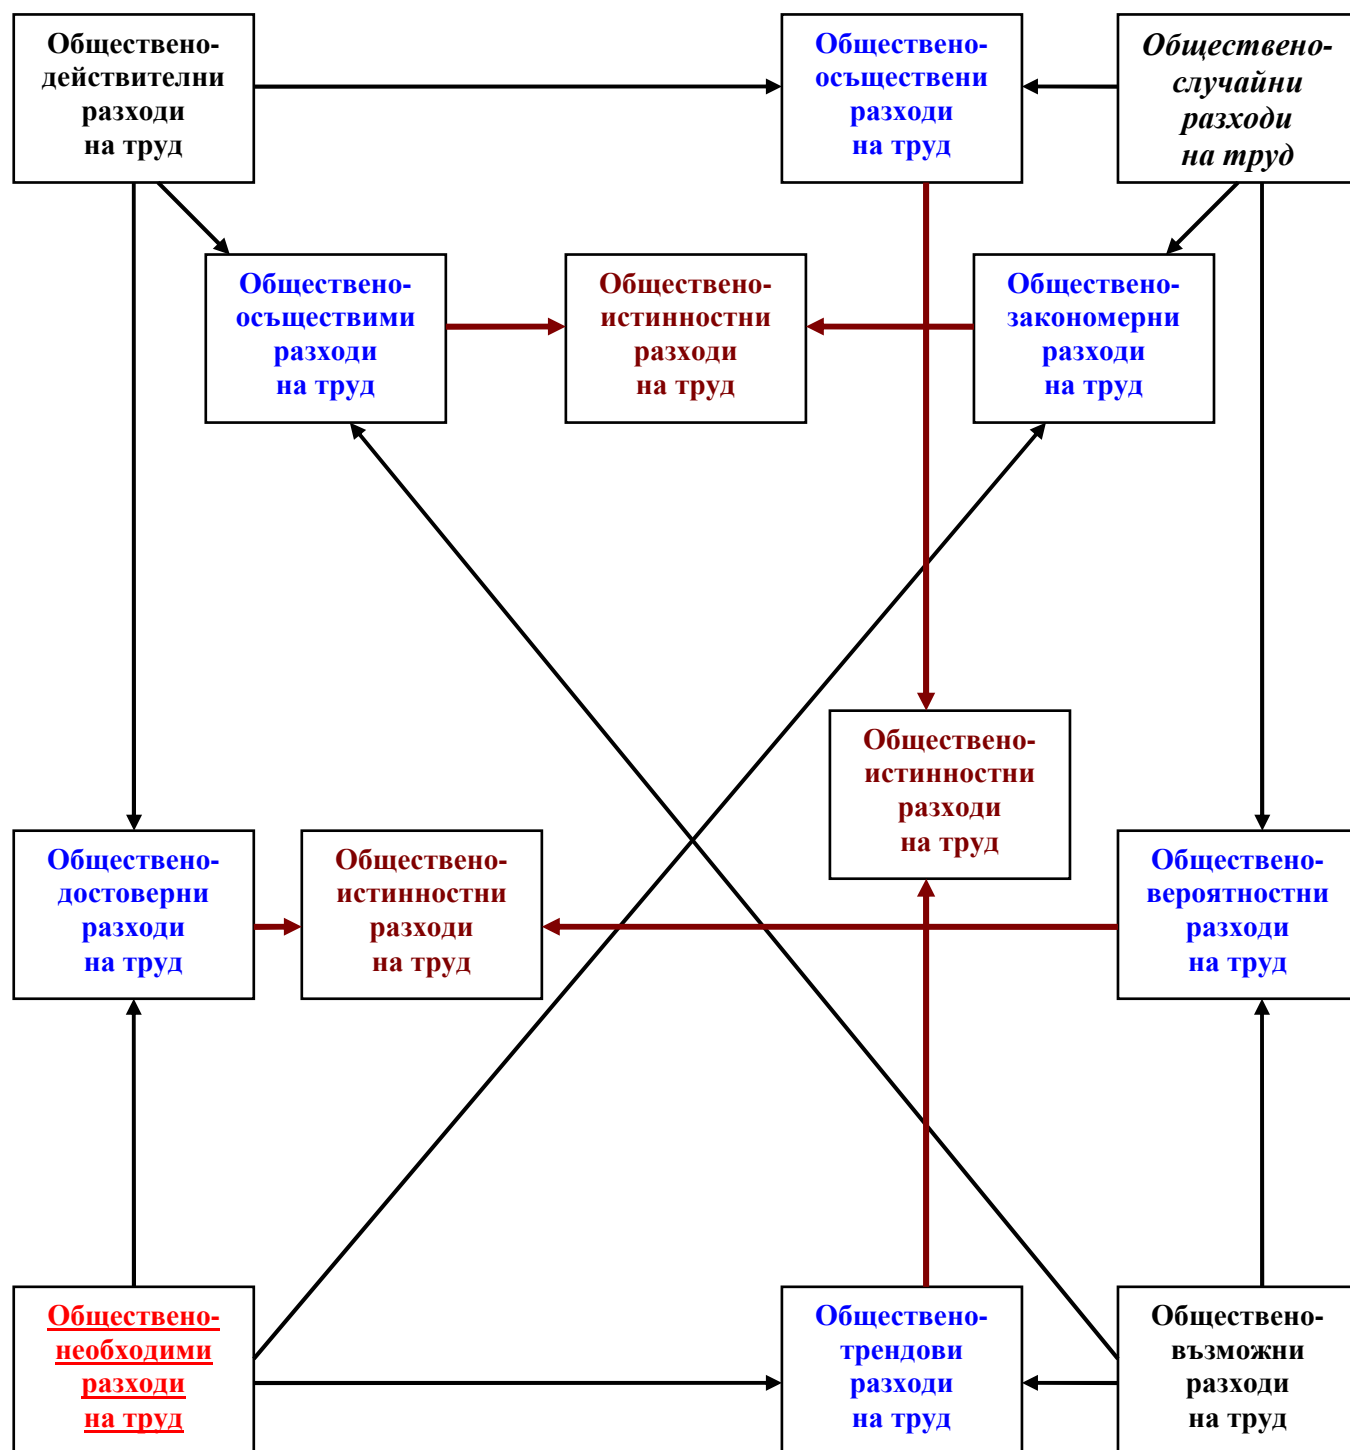 Обществено-
действителни
разходи
на труд
Обществено-
осъществени
разходи
на труд
Обществено-
случайни
разходи
на труд
Обществено-
осъществими
разходи
на труд
Обществено-
истинностни
разходи
на труд
Обществено-
закономерни
разходи
на труд
Обществено-
истинностни
разходи
на труд
Обществено-
достоверни
разходи
на труд
Обществено-
истинностни
разходи
на труд
Обществено-
вероятностни
разходи
на труд
Обществено-
необходими
разходи
на труд
Обществено-
трендови
разходи
на труд
Обществено-
възможни
разходи
на труд